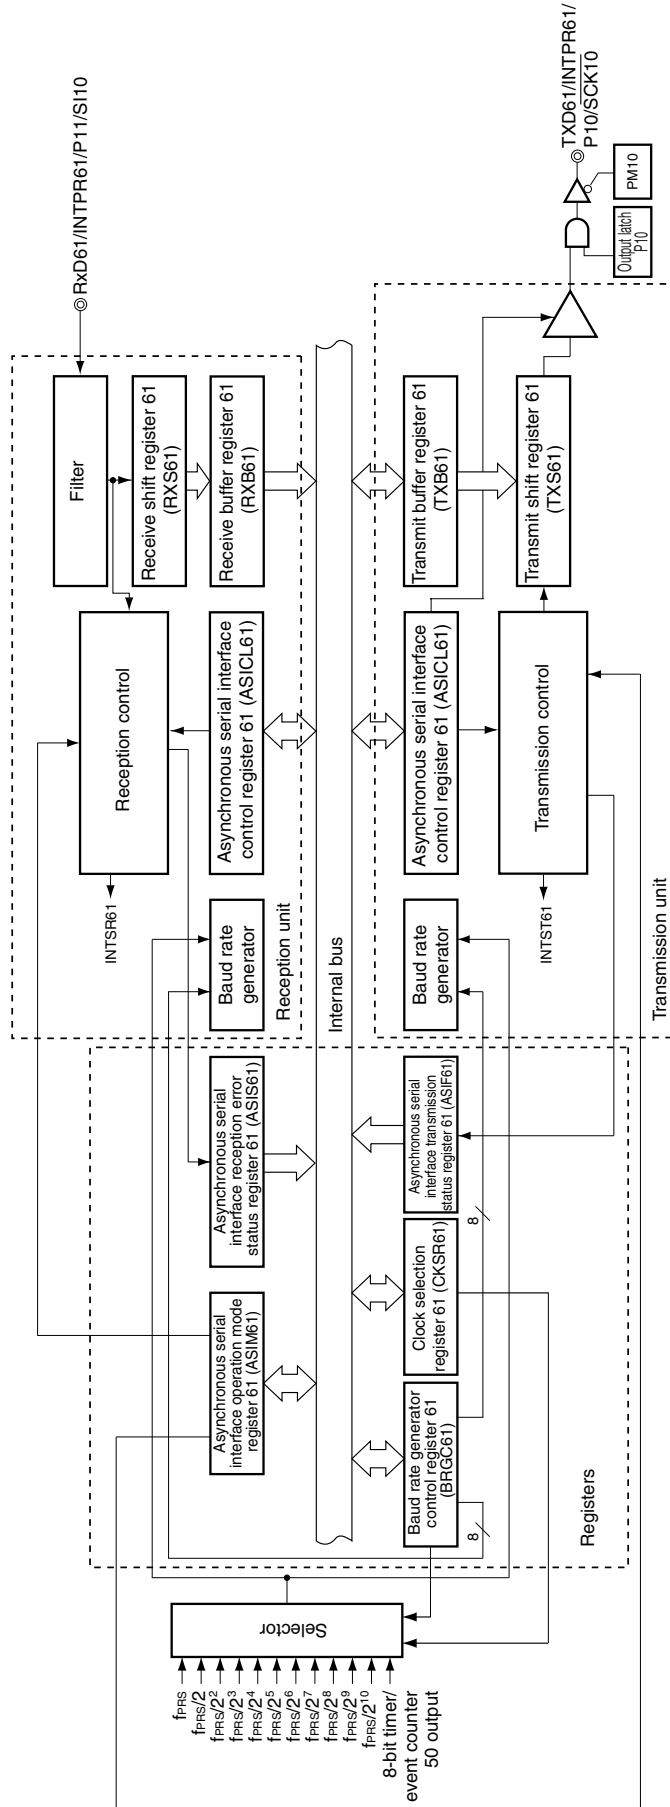 RxD61/INTPR61/P11/SI10
Filter
Receive shift register 61
(RXS61)
Receive buffer register 61
(RXB61)
Reception control
INTSR61
Asynchronous serial interface
control register 61 (ASICL61)
Baud rate
generator
Reception unit
Asynchronous serial
interface reception error
status register 61 (ASIS61)
Asynchronous serial
interface operation mode
register 61 (ASIM61)
Internal bus
fPRS
fPRS/2
fPRS/2²
fPRS/2³
fPRS/2⁴
fPRS/2⁵
fPRS/2⁶
fPRS/2⁷
fPRS/2⁸
fPRS/2⁹
fPRS/2¹⁰
8-bit timer/
event counter
50 output
Selector
Baud rate generator
control register 61
(BRGC61)
8
Clock selection
register 61 (CKSR61)
8
Asynchronous serial
interface transmission
status register 61 (ASIF61)
Registers
Baud rate
generator
Asynchronous serial interface
control register 61 (ASICL61)
Transmit buffer register 61
(TXB61)
Transmission control
INTST61
Transmit shift register 61
(TXS61)
Transmission unit
TXD61/INTPR61/
P10/SCK10
Output latch
P10
PM10